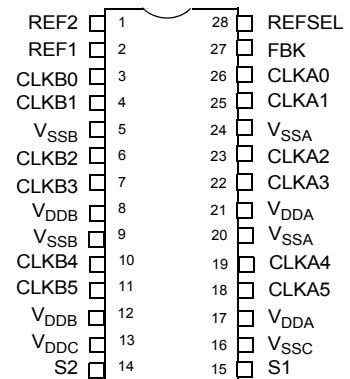 REF2 1 28 REFSEL
REF1 2 27 FBK
CLKB0 3 26 CLKA0
CLKB1 4 25 CLKA1
VSSB 5 24 VSSA
CLKB2 6 23 CLKA2
CLKB3 7 22 CLKA3
VDDB 8 21 VDDA
VSSB 9 20 VSSA
CLKB4 10 19 CLKA4
CLKB5 11 18 CLKA5
VDDB 12 17 VDDA
VDDC 13 16 VSSC
S2 14 15 S1